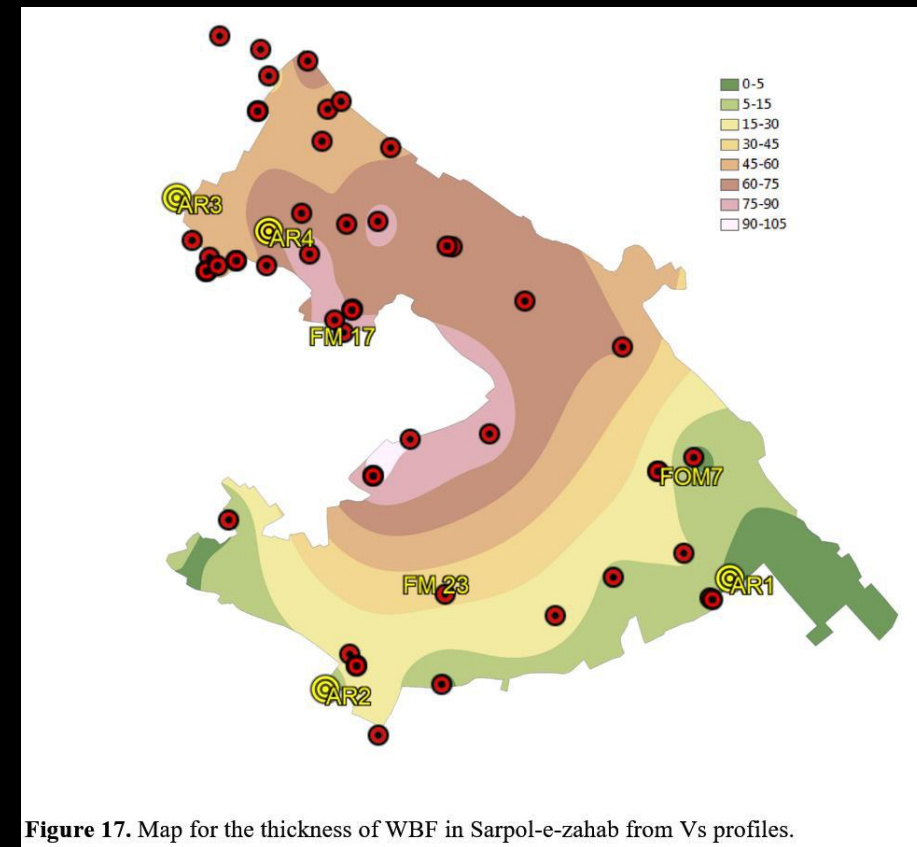 0-5
5-15
15-30
30-45
45-60
60-75
75-90
90-105
AR3
AR4
FM 17
FOM7
AR1
FM 23
AR2
Figure 17. Map for the thickness of WBF in Sarpol-e-zahab from Vs profiles.